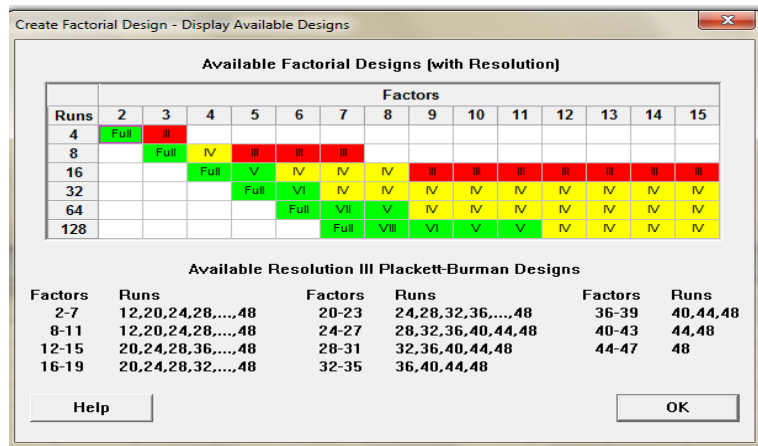 Create Factorial Design - Display Available Designs
Available Factorial Designs (with Resolution)
Factors
Runs 2 3 4 5 6 7 8 9 10 11 12 13 14 15
4 Full III
8 Full IV III III III
16 Full V IV IV IV III III III III III III III
32 Full VI IV IV IV IV IV IV IV IV IV
64 Full VII V IV IV IV IV IV IV IV
128 Full VIII VI V V IV IV IV IV
Available Resolution III Plackett-Burman Designs
Factors Runs Factors Runs Factors Runs
2-7 12,20,24,28,...,48 20-23 24,28,32,36,...,48 36-39 40,44,48
8-11 12,20,24,28,...,48 24-27 28,32,36,40,44,48 40-43 44,48
12-15 20,24,28,36,...,48 28-31 32,36,40,44,48 44-47 48
16-19 20,24,28,32,...,48 32-35 36,40,44,48
Help OK